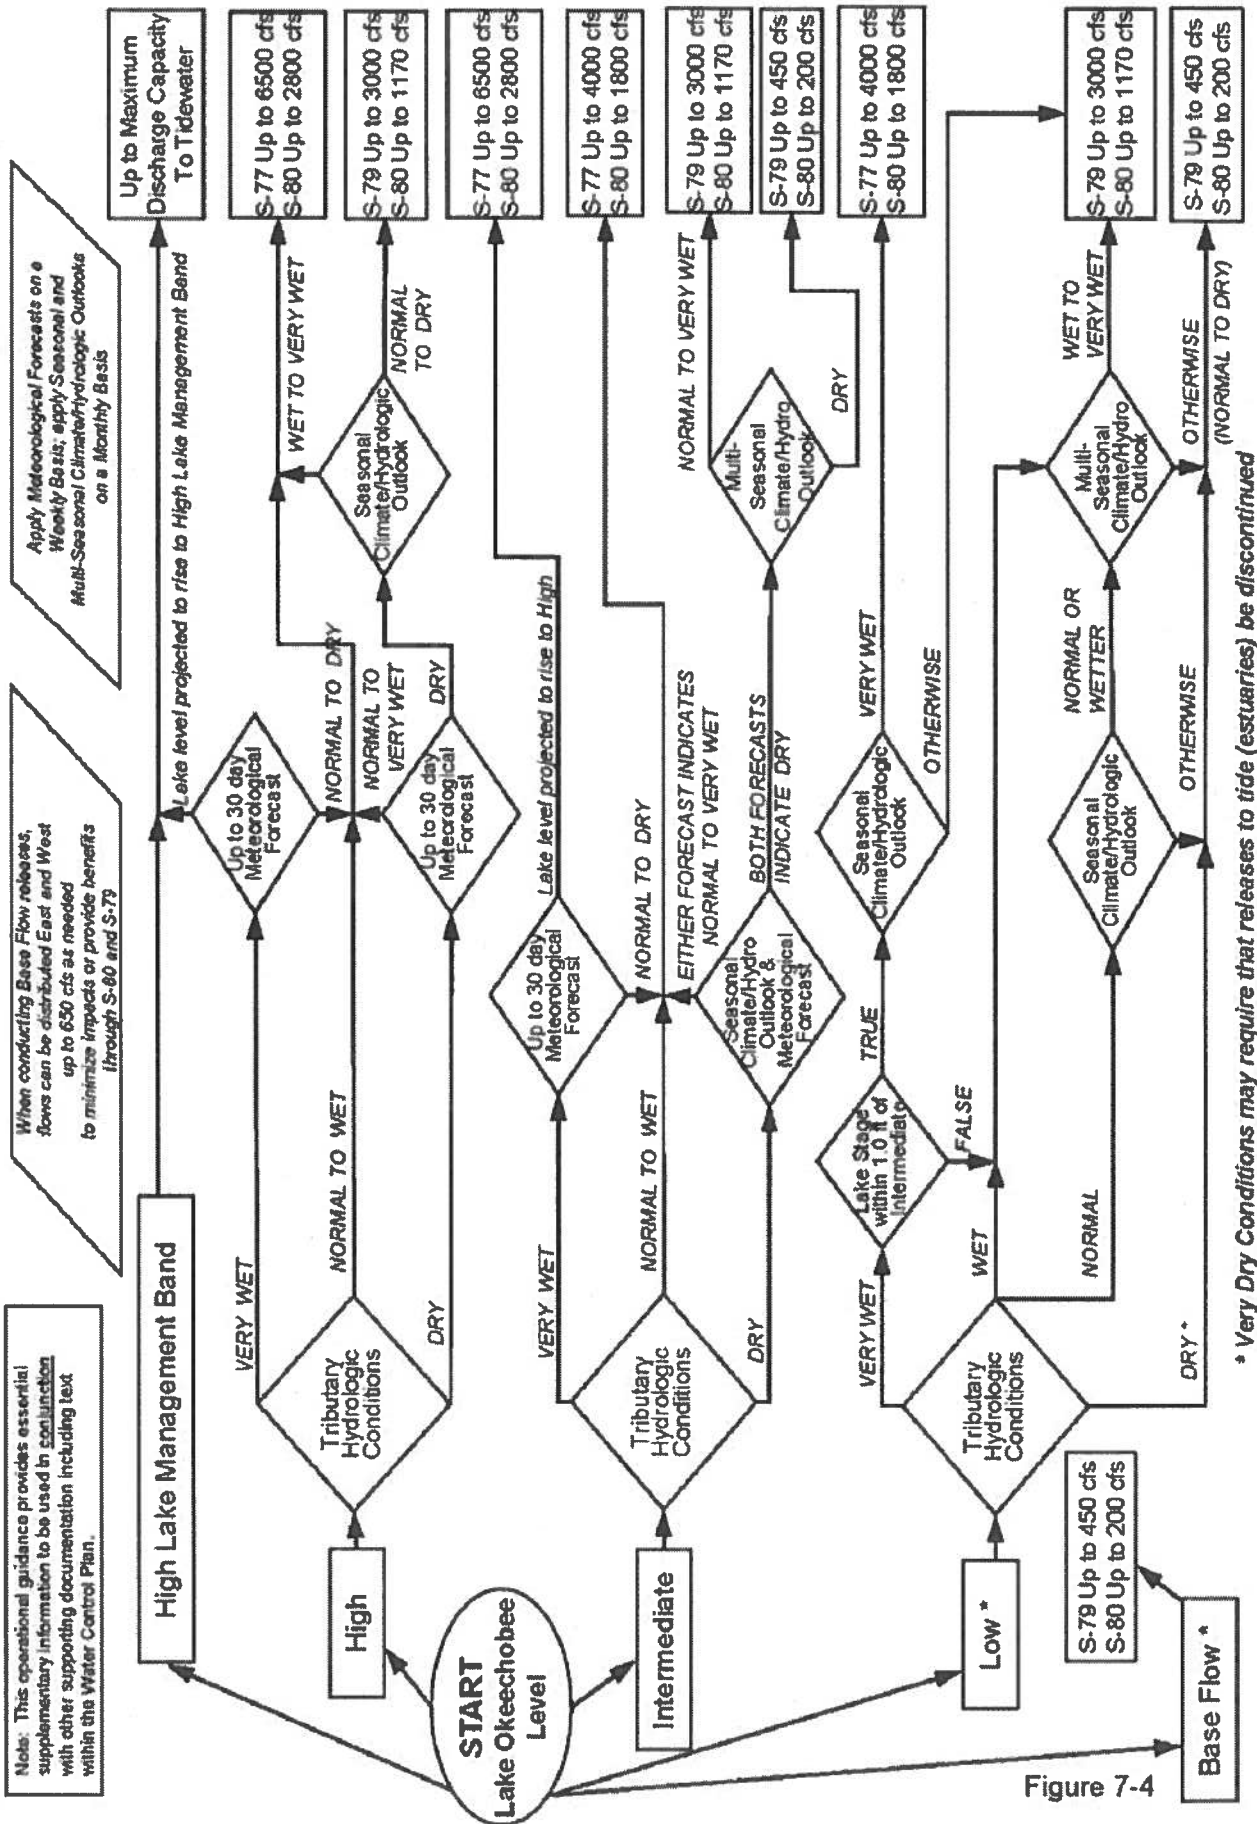 Note: This operational guidance provides essential
supplementary information to be used in conjunction
with other supporting documentation including text
within the Water Control Plan.
When conducting Base Flow releases,
flows can be distributed East and West
up to 650 cfs as needed
to minimize impacts or provide benefits
through S-80 and S-79
Apply Meteorological Forecasts on a
Weekly Basis; apply Seasonal and
Multi-Seasonal Climate/Hydrologic Outlooks
on a Monthly Basis
High Lake Management Band
Lake level projected to rise to High Lake Management Band
Up to Maximum
Discharge Capacity
To Tidewater
VERY WET
Up to 30 day
Meteorological
Forecast
WET TO VERY WET
S-77 Up to 6500 cfs
S-80 Up to 2800 cfs
High
Tributary
Hydrologic
Conditions
NORMAL TO WET
NORMAL TO DRY
NORMAL TO
VERY WET
Seasonal
Climate/Hydrologic
Outlook
NORMAL
TO DRY
S-79 Up to 3000 cfs
S-80 Up to 1170 cfs
DRY
Up to 30 day
Meteorological
Forecast
DRY
START
Lake Okeechobee
Level
VERY WET
Up to 30 day
Meteorological
Forecast
Lake level projected to rise to High
S-77 Up to 6500 cfs
S-80 Up to 2800 cfs
Intermediate
Tributary
Hydrologic
Conditions
NORMAL TO WET
NORMAL TO DRY
EITHER FORECAST INDICATES
NORMAL TO VERY WET
S-77 Up to 4000 cfs
S-80 Up to 1800 cfs
DRY
Seasonal
Climate/Hydro
Outlook &
Meteorological
Forecast
BOTH FORECASTS
INDICATE DRY
Multi-
Seasonal
Climate/Hydro
Outlook
NORMAL TO VERY WET
S-79 Up to 3000 cfs
S-80 Up to 1170 cfs
DRY
S-79 Up to 450 cfs
S-80 Up to 200 cfs
VERY WET
Lake Stage
within 1.0 ft of
Intermediate
TRUE
FALSE
Seasonal
Climate/Hydrologic
Outlook
VERY WET
OTHERWISE
S-77 Up to 4000 cfs
S-80 Up to 1800 cfs
Low *
Tributary
Hydrologic
Conditions
WET
NORMAL
Seasonal
Climate/Hydrologic
Outlook
NORMAL OR
WETTER
Multi-
Seasonal
Climate/Hydro
Outlook
WET TO
VERY WET
S-79 Up to 3000 cfs
S-80 Up to 1170 cfs
DRY *
OTHERWISE
OTHERWISE
(NORMAL TO DRY)
S-79 Up to 450 cfs
S-80 Up to 200 cfs
S-79 Up to 450 cfs
S-80 Up to 200 cfs
Base Flow *
* Very Dry Conditions may require that releases to tide (estuaries) be discontinued
Figure 7-4